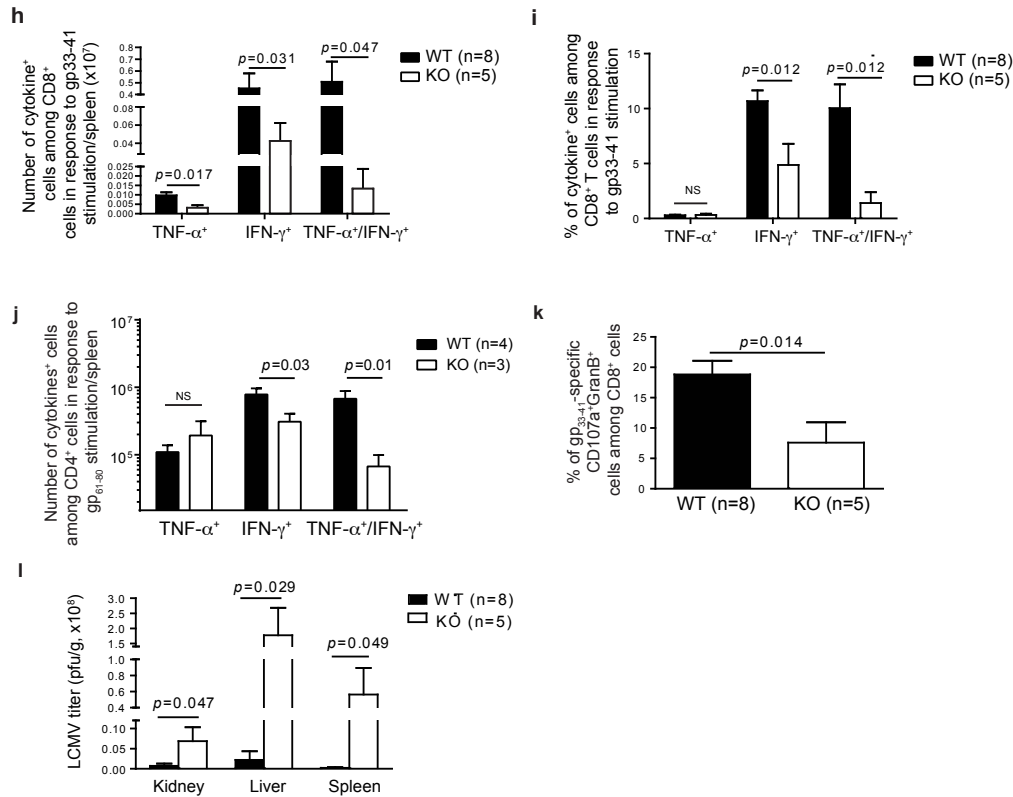 h
Number of cytokine⁺
cells among CD8⁺
cells in response to gp33-41
stimulation/spleen (x10⁷)
0.8
0.7
0.6
0.5
0.4
0.08
0.06
0.04
0.025
0.020
0.015
0.010
0.005
0.000
p=0.017
p=0.031
p=0.047
WT (n=8)
KO (n=5)
TNF-α⁺
IFN-γ⁺
TNF-α⁺/IFN-γ⁺
i
% of cytokine⁺ cells among
CD8⁺ T cells in response
to gp33-41 stimulation
15
10
5
0
NS
p=0.012
p=0.012
WT (n=8)
KO (n=5)
TNF-α⁺
IFN-γ⁺
TNF-α⁺/IFN-γ⁺
j
Number of cytokines⁺ cells
among CD4⁺ cells in response to
gp₆₁₋₈₀ stimulation/spleen
10⁷
10⁶
10⁵
NS
p=0.03
p=0.01
WT (n=4)
KO (n=3)
TNF-α⁺
IFN-γ⁺
TNF-α⁺/IFN-γ⁺
k
% of gp₃₃₋₄₁-specific
CD107a⁺GranB⁺
cells among CD8⁺ cells
25
20
15
10
5
0
p=0.014
WT (n=8)
KO (n=5)
l
LCMV titer (pfu/g, x10⁸)
3.0
2.5
2.0
1.5
1.0
0.8
0.6
0.4
0.10
0.05
0.00
p=0.047
p=0.029
p=0.049
WT (n=8)
KO (n=5)
Kidney
Liver
Spleen